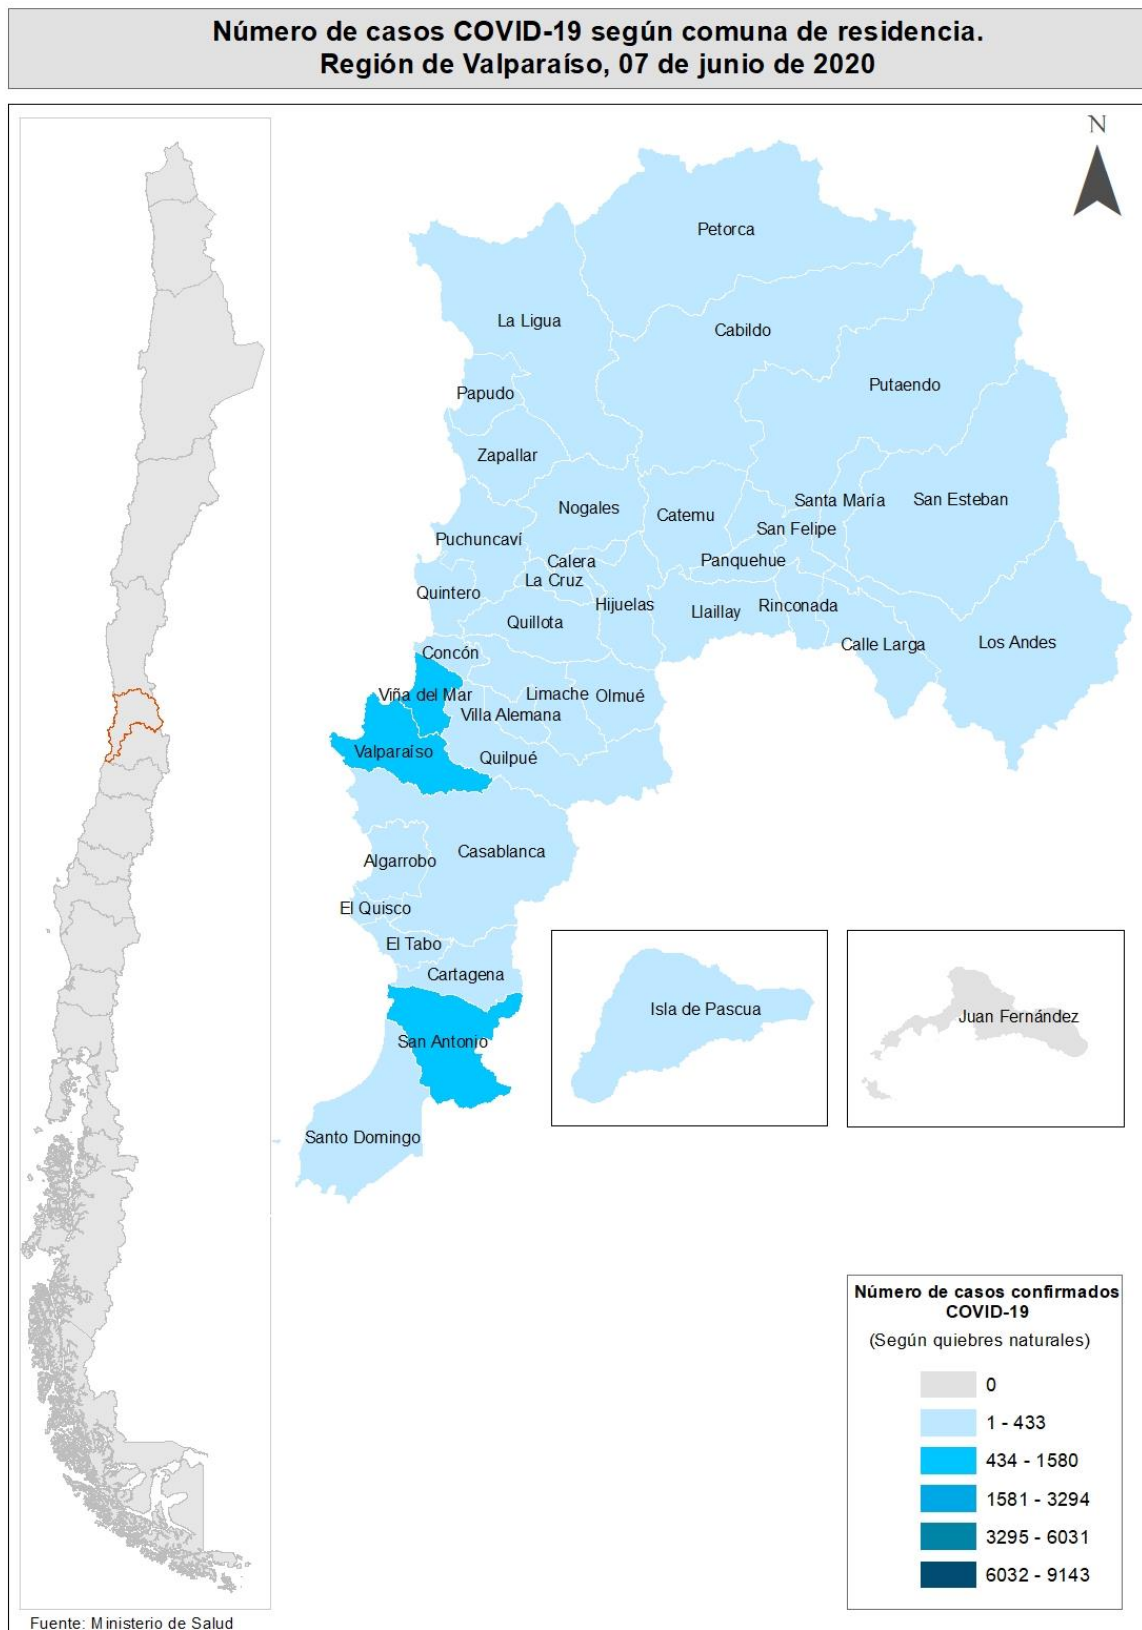 Número de casos COVID-19 según comuna de residencia.
Región de Valparaíso, 07 de junio de 2020
N
Petorca
La Ligua
Cabildo
Putaendo
Papudo
Zapallar
Santa María
San Esteban
Nogales
Catemu
San Felipe
Puchuncaví
Calera
Panquehue
La Cruz
Quintero
Hijuelas
Llaillay
Rinconada
Quillota
Calle Larga
Los Andes
Concón
Viña del Mar
Limache
Olmué
Villa Alemana
Valparaíso
Quilpué
Algarrobo
Casablanca
El Quisco
El Tabo
Cartagena
San Antonio
Isla de Pascua
Juan Fernández
Santo Domingo
Número de casos confirmados
COVID-19
(Según quiebres naturales)
0
1 - 433
434 - 1580
1581 - 3294
3295 - 6031
6032 - 9143
Fuente: Ministerio de Salud